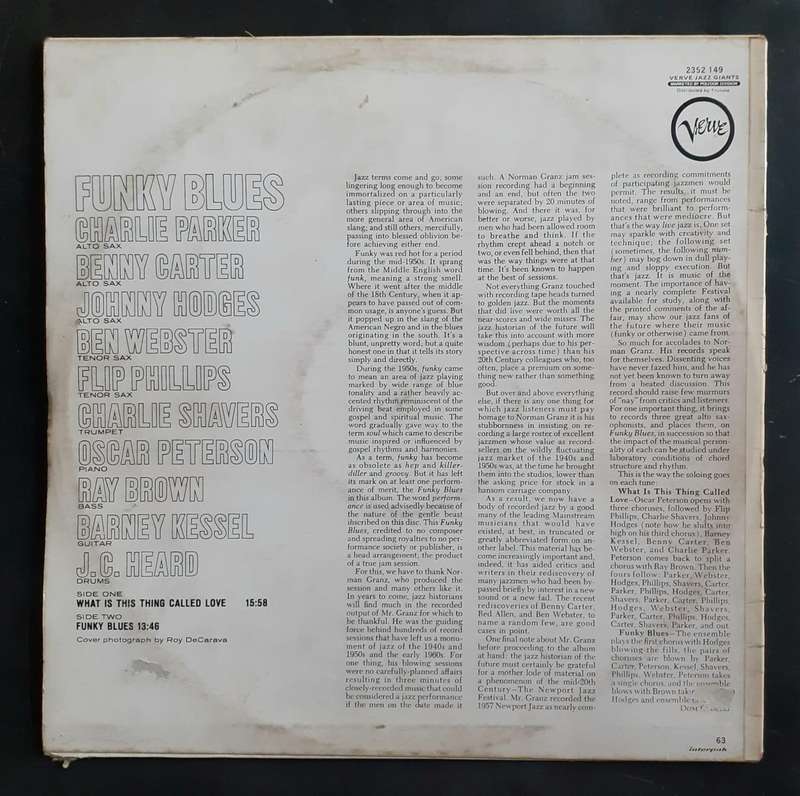 2352 149
VERVE JAZZ GIANTS
MARKETED BY POLYDOR DIVISION
Distributed by
Verve
FUNKY BLUES
CHARLIE PARKER
ALTO SAX
BENNY CARTER
ALTO SAX
JOHNNY HODGES
ALTO SAX
BEN WEBSTER
TENOR SAX
FLIP PHILLIPS
TENOR SAX
CHARLIE SHAVERS
TRUMPET
OSCAR PETERSON
PIANO
RAY BROWN
BASS
BARNEY KESSEL
GUITAR
J.C. HEARD
DRUMS
SIDE ONE
WHAT IS THIS THING CALLED LOVE 15:58
SIDE TWO
FUNKY BLUES 13:46
Cover photograph by Roy DeCarava
Jazz terms come and go, some
lingering long enough to become
immortalized on a particularly
lasting piece or area of music;
others slipping through into the
more general area of American
slang; and still others, mercifully,
passing into blessed oblivion be-
fore achieving either end.
Funky was red hot for a period
during the mid-1950s. It sprang
from the Middle English word
funk, meaning a strong smell.
Where it went after the middle
of the 18th Century, when it ap-
pears to have passed out of com-
mon usage, is anyone's guess. But
it popped up in the slang of the
American Negro and in the blues
originating in the south. It's a
blunt, unpretty word, but a quite
honest one in that it tells its story
simply and directly.
During the 1950s, funky came
to mean an area of jazz playing
marked by wide range of blue
tonality and a rather heavily ac-
cented rhythm reminiscent of the
driving beat employed in some
gospel and spiritual music. The
word gradually gave way to the
term soul which came to describe
music inspired or influenced by
gospel rhythms and harmonies.
As a term, funky has become
as obsolete as hep and killer-
diller and groovy. But it has left
its mark on at least one perform-
ance of merit, the Funky Blues
in this album. The word perform-
ance is used advisedly because of
the nature of the gentle beast
inscribed on this disc. This Funky
Blues, credited to no composer
and spreading royalties to no per-
formance society or publisher, is
a head arrangement, the product
of a true jam session.
For this, we have to thank Nor-
man Granz, who produced the
session and many others like it.
In years to come, jazz historians
will find much in the recorded
output of Mr. Granz for which to
be thankful. He was the guiding
force behind hundreds of record
sessions that have left us a monu-
ment of jazz of the 1940s and
1950s and the early 1960s. For
one thing, his blowing sessions
were no carefully-planned affairs
resulting in three minutes of
closely-recorded music that could
be considered a jazz performance
if the men on the date made it
such. A Norman Granz jam ses-
sion recording had a beginning
and an end, but often the two
were separated by 20 minutes of
blowing. And there it was, for
better or worse, jazz played by
men who had been allowed room
to breathe and think. If the
rhythm crept ahead a notch or
two, or even fell behind, then that
was the way things were at that
time. It's been known to happen
at the best of sessions.
Not everything Granz touched
with recording tape heads turned
to golden jazz. But the moments
that did live were worth all the
near-scores and wide misses. The
jazz historian of the future will
take this into account with more
wisdom (perhaps due to his per-
spective across time) than his
20th Century colleagues who, too
often, place a premium on some-
thing new rather than something
good.
But over and above everything
else, if there is any one thing for
which jazz listeners must pay
homage to Norman Granz it is his
stubbornness in insisting on re-
cording a large roster of excellent
jazzmen whose value as record-
sellers on the wildly fluctuating
jazz market of the 1940s and
1950s was, at the time he brought
them into the studios, lower than
the asking price for stock in a
hansom carriage company.
As a result, we now have a
body of recorded jazz by a good
many of the leading Mainstream
musicians that would have
existed, at best, in truncated or
greatly abbreviated form on an-
other label. This material has be-
come increasingly important and,
indeed, it has aided critics and
writers in their rediscovery of
many jazzmen who had been by-
passed briefly by interest in a new
sound or a new fad. The recent
rediscoveries of Benny Carter,
Red Allen, and Ben Webster, to
name a random few, are good
cases in point.
One final note about Mr. Granz
before proceeding to the album
at hand: the jazz historian of the
future must certainly be grateful
for a mother lode of material on
a phenomenon of the mid-20th
Century—The Newport Jazz
Festival. Mr. Granz recorded the
1957 Newport Jazz as nearly com-
plete as recording commitments
of participating jazzmen would
permit. The results, it must be
noted, range from performances
that were brilliant to perform-
ances that were mediocre. But
that's the way live jazz is. One set
may sparkle with creativity and
technique; the following set
(sometimes, the following num-
ber) may bog down in dull play-
ing and sloppy execution. But
that's jazz. It is music of the
moment. The importance of hav-
ing a nearly complete Festival
available for study, along with
the printed comments of the af-
fair, may show our jazz fans of
the future where their music
(funky or otherwise) came from.
So much for accolades to Nor-
man Granz. His records speak
for themselves. Dissenting voices
have never fazed him, and he has
not yet been known to turn away
from a heated discussion. This
record should raise few murmurs
of "nay" from critics and listeners.
For one important thing, it brings
to records three great alto sax-
ophonists, and places them, on
Funky Blues, in succession so that
the impact of the musical person-
ality of each can be studied under
laboratory conditions of chord
structure and rhythm.
This is the way the soloing goes
on each tune
What Is This Thing Called
Love—Oscar Peterson opens with
three choruses, followed by Flip
Phillips, Charlie Shavers, Johnny
Hodges (note how he shifts into
high on his third chorus), Barney
Kessel, Benny Carter, Ben
Webster, and Charlie Parker.
Peterson comes back to split a
chorus with Ray Brown. Then the
fours follow: Parker, Webster,
Hodges, Phillips, Shavers, Carter,
Parker, Phillips, Hodges, Carter,
Shavers, Parker, Carter, Phillips,
Hodges, Webster, Shavers,
Parker, Carter, Phillips, Hodges,
Carter, Shavers, Parker, and out.
Funky Blues—The ensemble
plays the first chorus with Hodges
blowing the fills, the pairs of
choruses are blown by Parker,
Carter, Peterson, Kessel, Shavers,
Phillips, Webster, Peterson takes
a single chorus, and the ensemble
blows with Brown
Hodges and ensemble
63
interpak